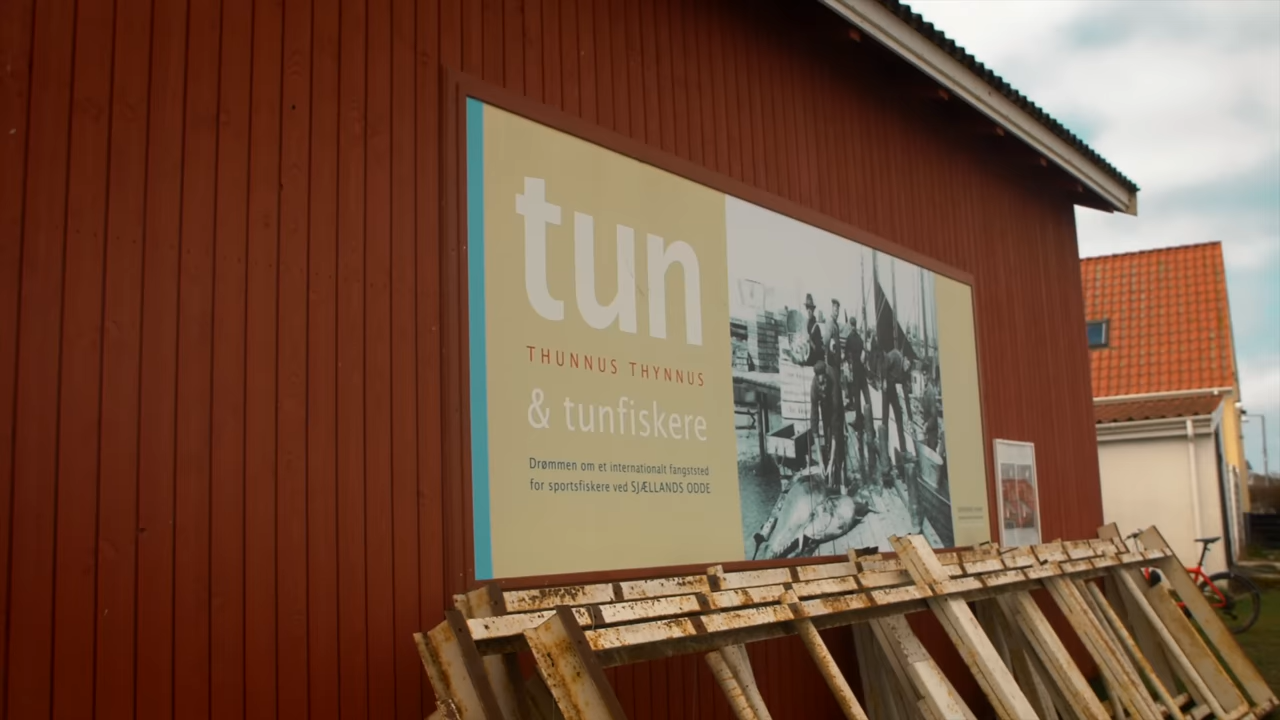 tun
THUNNUS THYNNUS
& tunfiskere
Drømmen om et internationalt fangststed
for sportsfiskere ved SJÆLLANDS ODDE